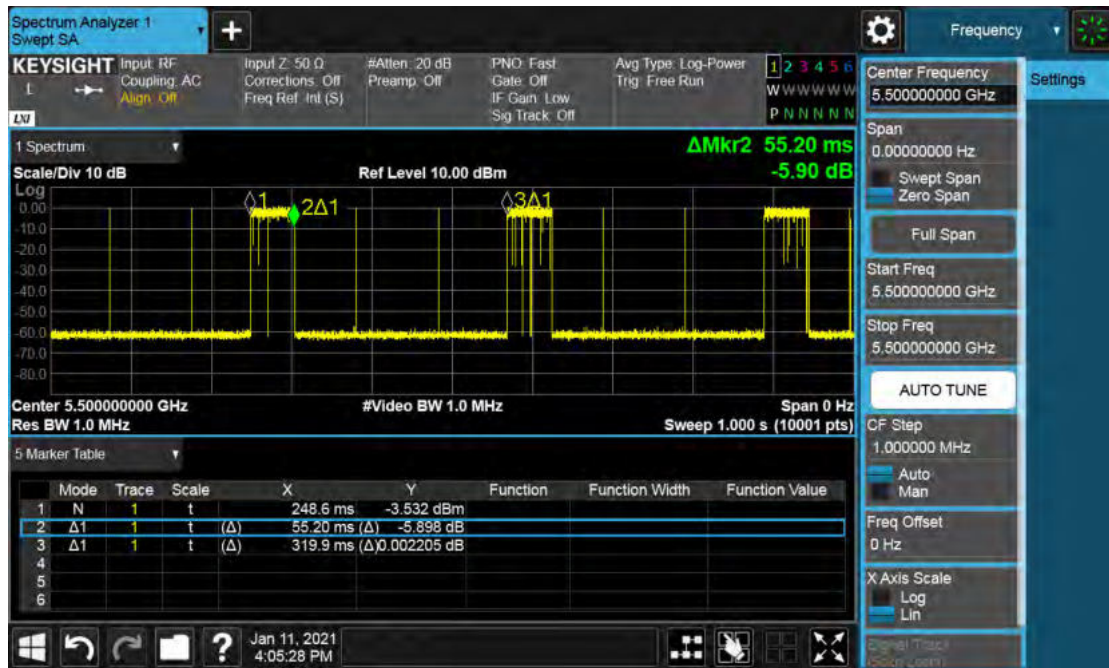 Spectrum Analyzer 1
Swept SA
+
Frequency
KEYSIGHT
L
LXI
Input: RF
Coupling: AC
Align: Off
Input Z: 50 Ω
Corrections: Off
Freq Ref: Int (S)
#Atten: 20 dB
Preamp: Off
PNO: Fast
Gate: Off
IF Gain: Low
Sig Track: Off
Avg Type: Log-Power
Trig: Free Run
1 2 3 4 5 6
W W W W W W
P N N N N N
1 Spectrum
ΔMkr2 55.20 ms
-5.90 dB
Scale/Div 10 dB
Ref Level 10.00 dBm
Log
0.00
-10.0
-20.0
-30.0
-40.0
-50.0
-60.0
-70.0
-80.0
1
2Δ1
3Δ1
Center 5.500000000 GHz
Res BW 1.0 MHz
#Video BW 1.0 MHz
Span 0 Hz
Sweep 1.000 s (10001 pts)
5 Marker Table
Mode Trace Scale X Y Function Function Width Function Value
1 N 1 t 248.6 ms -3.532 dBm
2 Δ1 1 t (Δ) 55.20 ms (Δ) -5.898 dB
3 Δ1 1 t (Δ) 319.9 ms (Δ) 0.002205 dB
4
5
6
?
Jan 11, 2021
4:05:28 PM
Settings
Center Frequency
5.500000000 GHz
Span
0.00000000 Hz
Swept Span
Zero Span
Full Span
Start Freq
5.500000000 GHz
Stop Freq
5.500000000 GHz
AUTO TUNE
CF Step
1.000000 MHz
Auto
Man
Freq Offset
0 Hz
X Axis Scale
Log
Lin
Signal Track